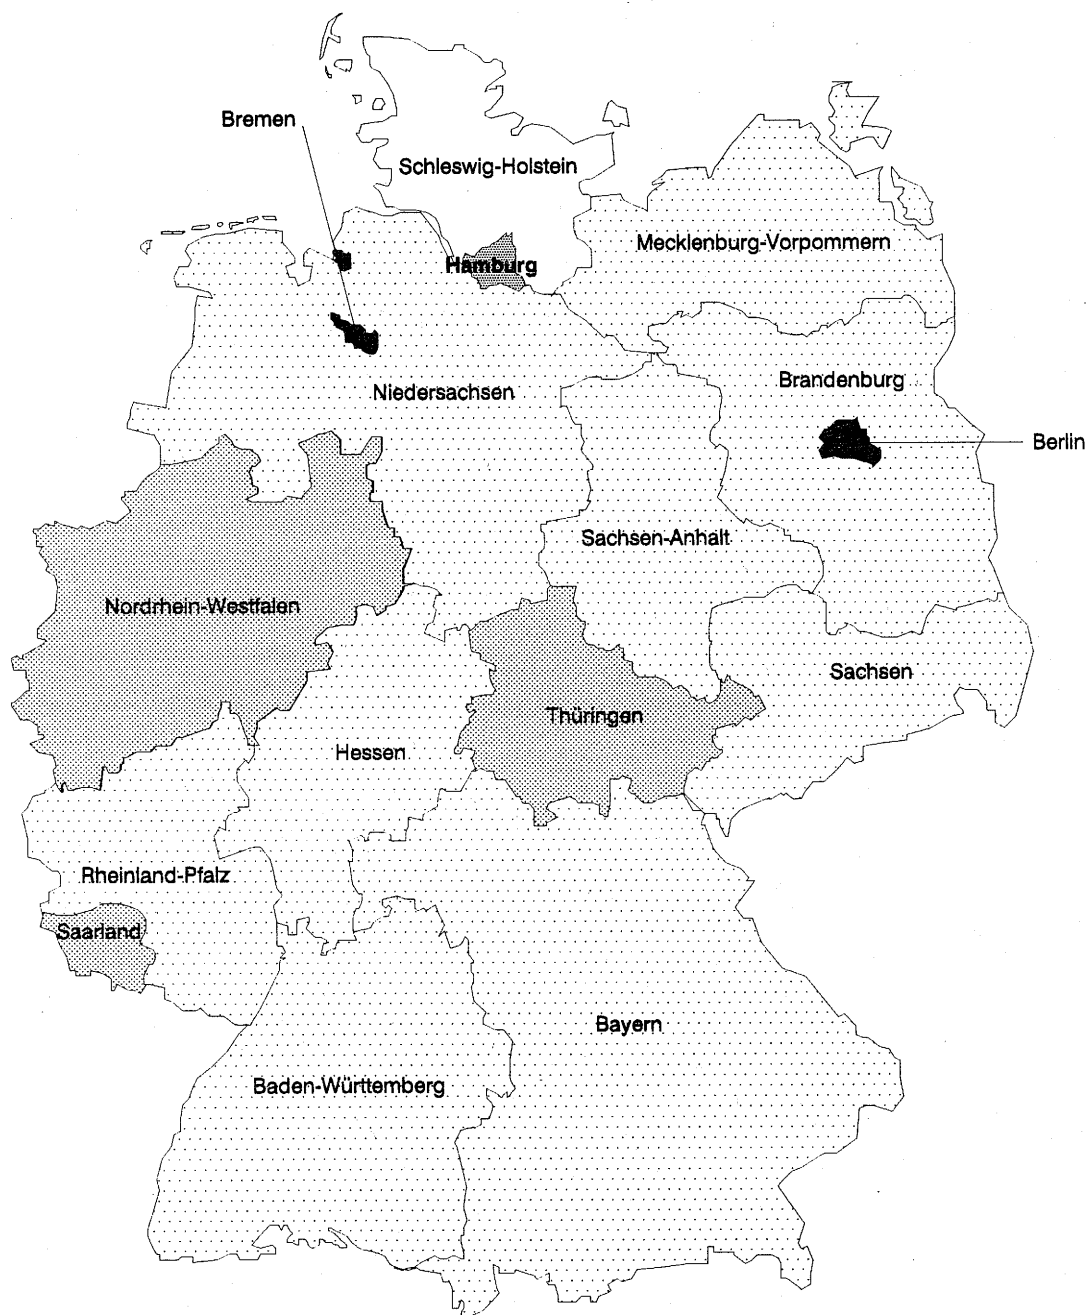 Bremen
Schleswig-Holstein
Mecklenburg-Vorpommern
Hamburg
Brandenburg
Niedersachsen
Berlin
Sachsen-Anhalt
Nordrhein-Westfalen
Sachsen
Thüringen
Hessen
Rheinland-Pfalz
Saarland
Bayern
Baden-Württemberg